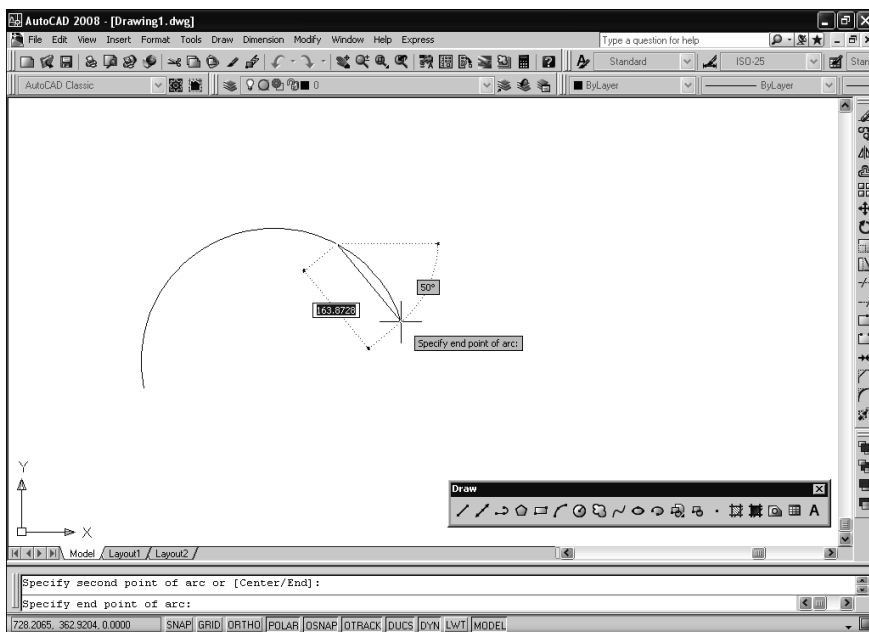 AutoCAD 2008 - [Drawing1.dwg]
File Edit View Insert Format Tools Draw Dimension Modify Window Help Express Type a question for help
Standard ISO-25 Stan
AutoCAD Classic 0 ByLayer ByLayer
50°
163.8728
Specify end point of arc:
Y
X
Draw
A
Model Layout1 Layout2
Specify second point of arc or [Center/End]:
Specify end point of arc:
728.2065, 362.9204, 0.0000 SNAP GRID ORTHO POLAR OSNAP OTRACK DUCS DYN LWT MODEL